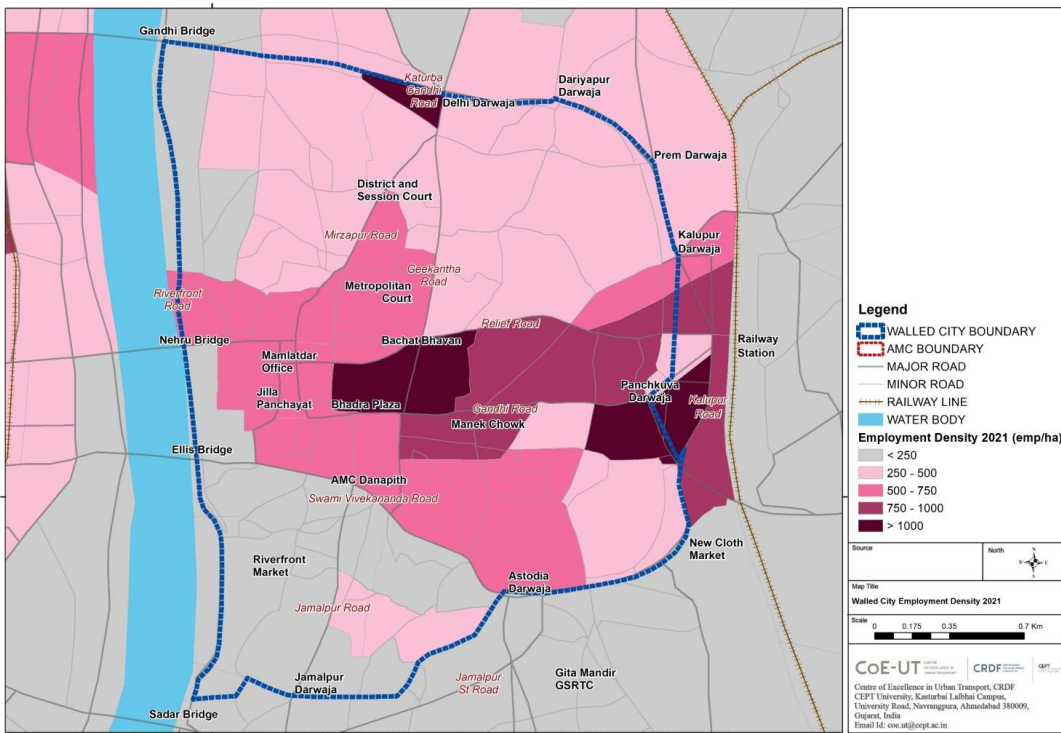 Gandhi Bridge
Katurba
Gandhi
Road
Delhi Darwaja
Dariyapur
Darwaja
Prem Darwaja
District and
Session Court
Mirzapur Road
Kalupur
Darwaja
Geekantha
Road
Metropolitan
Court
Riverfront
Road
Relief Road
Nehru Bridge
Bachat Bhavan
Railway
Station
Mamlatdar
Office
Jilla
Panchayat
Panchkuva
Darwaja
Bhadra Plaza
Gandhi Road
Kalupur
Road
Manek Chowk
Ellis Bridge
AMC Danapith
Swami Vivekananda Road
New Cloth
Market
Riverfront
Market
Astodia
Darwaja
Jamalpur Road
Jamalpur
Darwaja
Jamalpur
St Road
Gita Mandir
GSRTC
Sadar Bridge
Legend
WALLED CITY BOUNDARY
AMC BOUNDARY
MAJOR ROAD
MINOR ROAD
RAILWAY LINE
WATER BODY
Employment Density 2021 (emp/ha)
< 250
250 - 500
500 - 750
750 - 1000
> 1000
Source
North
N
W
E
S
Map Title
Walled City Employment Density 2021
Scale
0 0.175 0.35 0.7 Km
CoE-UT CENTRE OF EXCELLENCE IN URBAN TRANSPORT
CRDF
CEPT
Centre of Excellence in Urban Transport, CRDF
CEPT University, Kasturbai Lalbhai Campus,
University Road, Navrangpura, Ahmedabad 380009,
Gujarat, India
Email Id: coe.ut@cept.ac.in